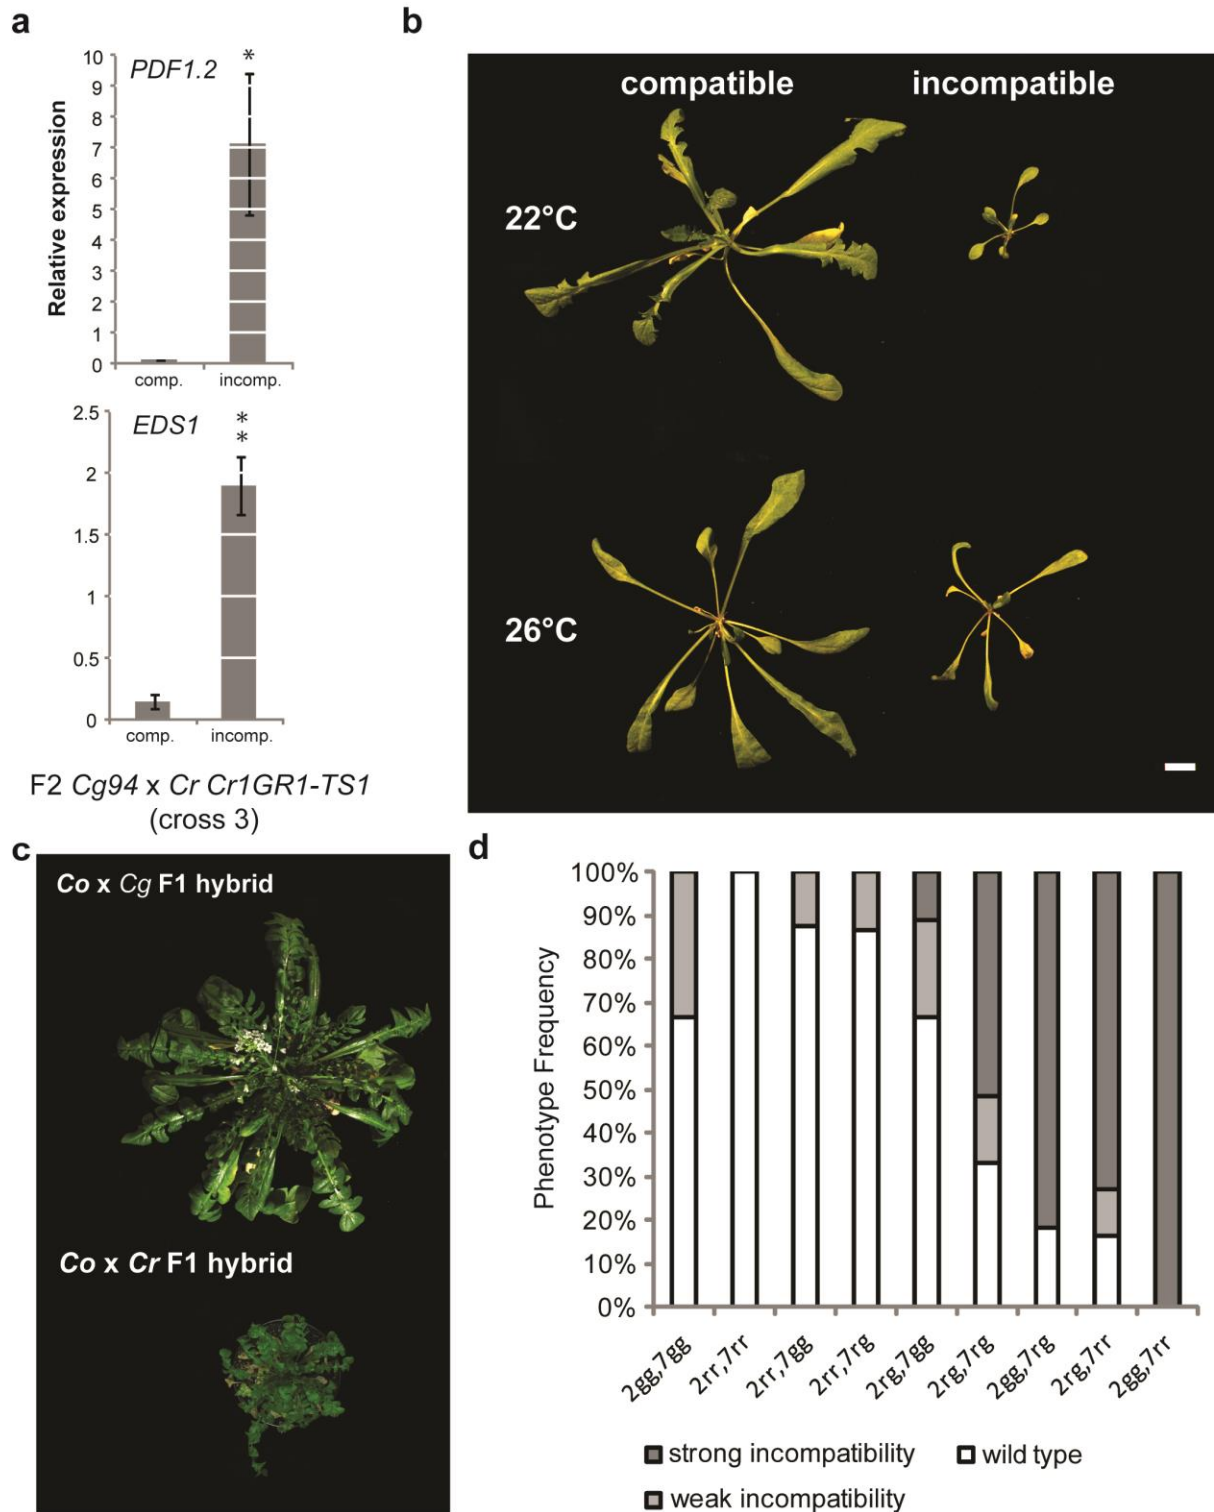 a
10
9
8
7
6
5
4
3
2
1
0
Relative expression
PDF1.2
*
comp.
incomp.
2.5
2
1.5
1
0.5
0
EDS1
*
*
comp.
incomp.
F2 Cg94 x Cr Cr1GR1-TS1
(cross 3)
b
compatible
incompatible
22°C
26°C
c
Co x Cg F1 hybrid
Co x Cr F1 hybrid
d
100%
90%
80%
70%
60%
50%
40%
30%
20%
10%
0%
Phenotype Frequency
2gg,7gg
2rr,7rr
2rr,7gg
2rr,7rg
2rg,7gg
2rg,7rg
2gg,7rg
2rg,7rr
2gg,7rr
strong incompatibility
wild type
weak incompatibility